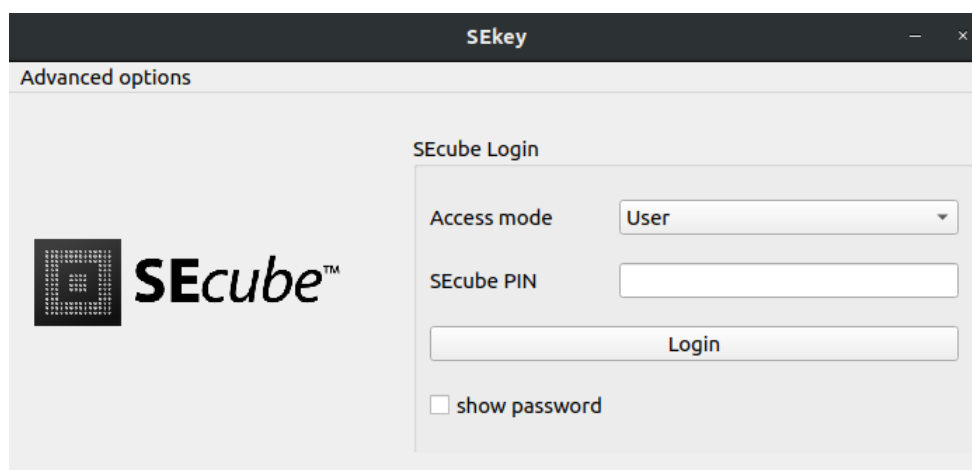 SEkey
Advanced options
SEcube Login
Access mode
User
SEcube™
SEcube PIN
Login
show password